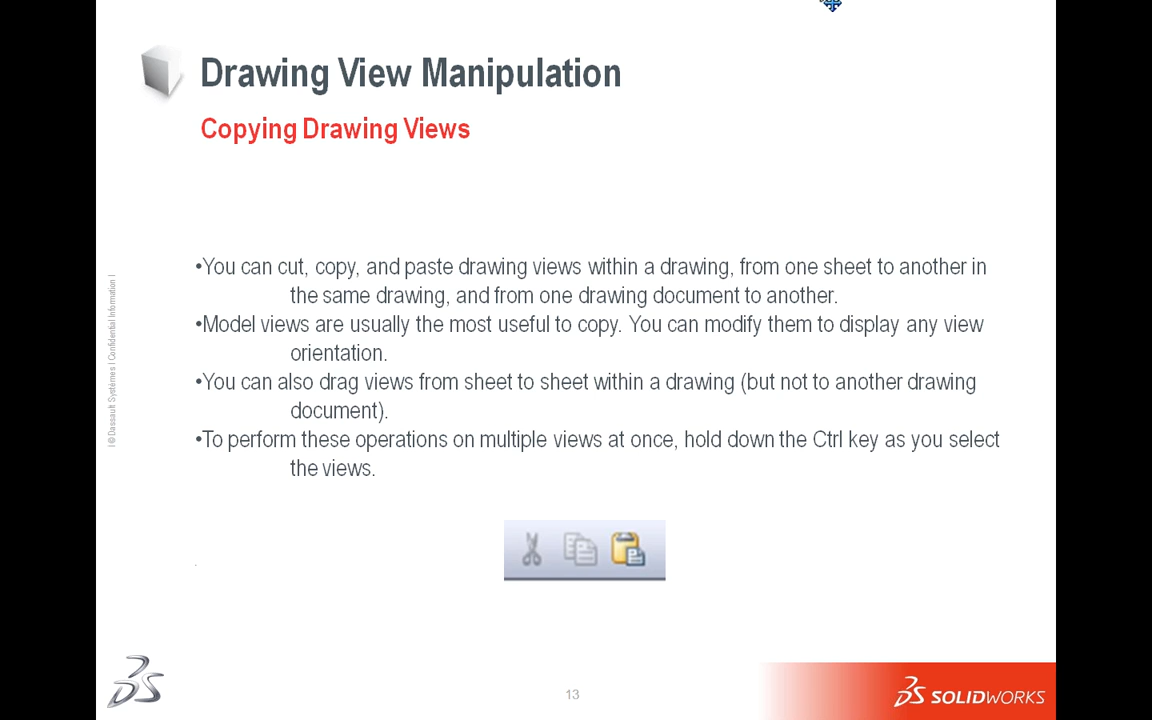 Drawing View Manipulation
Copying Drawing Views
•You can cut, copy, and paste drawing views within a drawing, from one sheet to another in
the same drawing, and from one drawing document to another.
•Model views are usually the most useful to copy. You can modify them to display any view
orientation.
•You can also drag views from sheet to sheet within a drawing (but not to another drawing
document).
•To perform these operations on multiple views at once, hold down the Ctrl key as you select
the views.
I © Dassault Systèmes I Confidential Information I
13
SOLIDWORKS